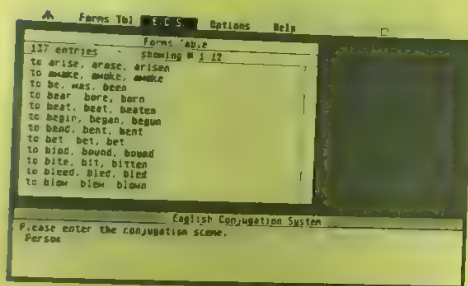 Forms Tbl E.C.S. Options Help
Forms Table
137 entries - showing # 1 12
to arise, arose, arisen
to awake, awoke, awoke
to be, was, been
to bear bore, born
to beat, beat, beaten
to begin, began, begun
to bend, bent, bent
to bet bet, bet
to bind, bound, bound
to bite, bit, bitten
to bleed, bled, bled
to blow blew blown
English Conjugation System
Please enter the conjugation scheme.
Person